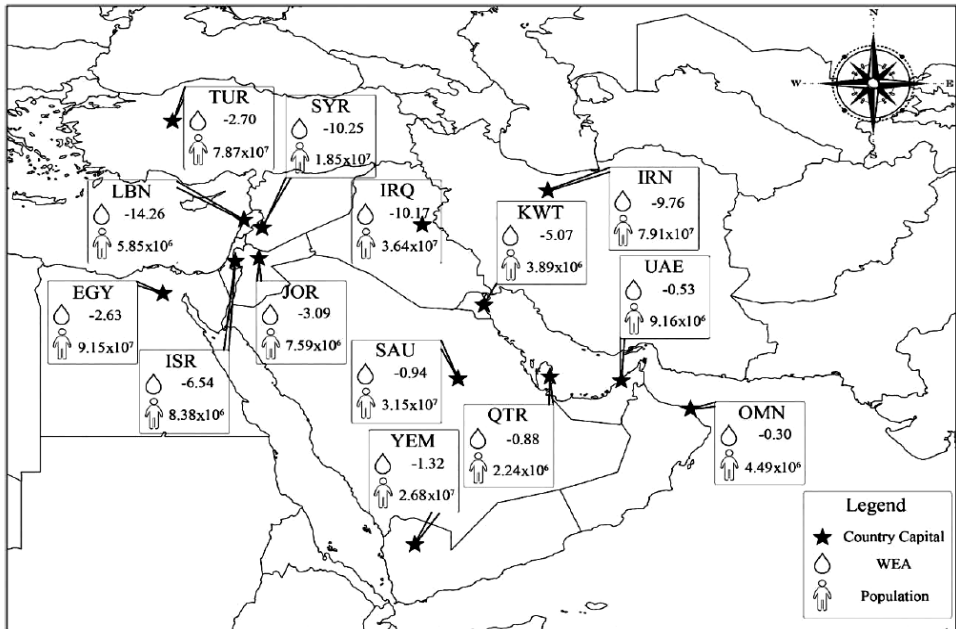 N
W
E
S
TUR
-2.70
7.87x10⁷
SYR
-10.25
1.85x10⁷
LBN
-14.26
5.85x10⁶
IRQ
-10.17
3.64x10⁷
IRN
-9.76
7.91x10⁷
KWT
-5.07
3.89x10⁶
UAE
-0.53
9.16x10⁶
EGY
-2.63
9.15x10⁷
JOR
-3.09
7.59x10⁶
ISR
-6.54
8.38x10⁶
SAU
-0.94
3.15x10⁷
QTR
-0.88
2.24x10⁶
OMN
-0.30
4.49x10⁶
YEM
-1.32
2.68x10⁷
Legend
Country Capital
WEA
Population